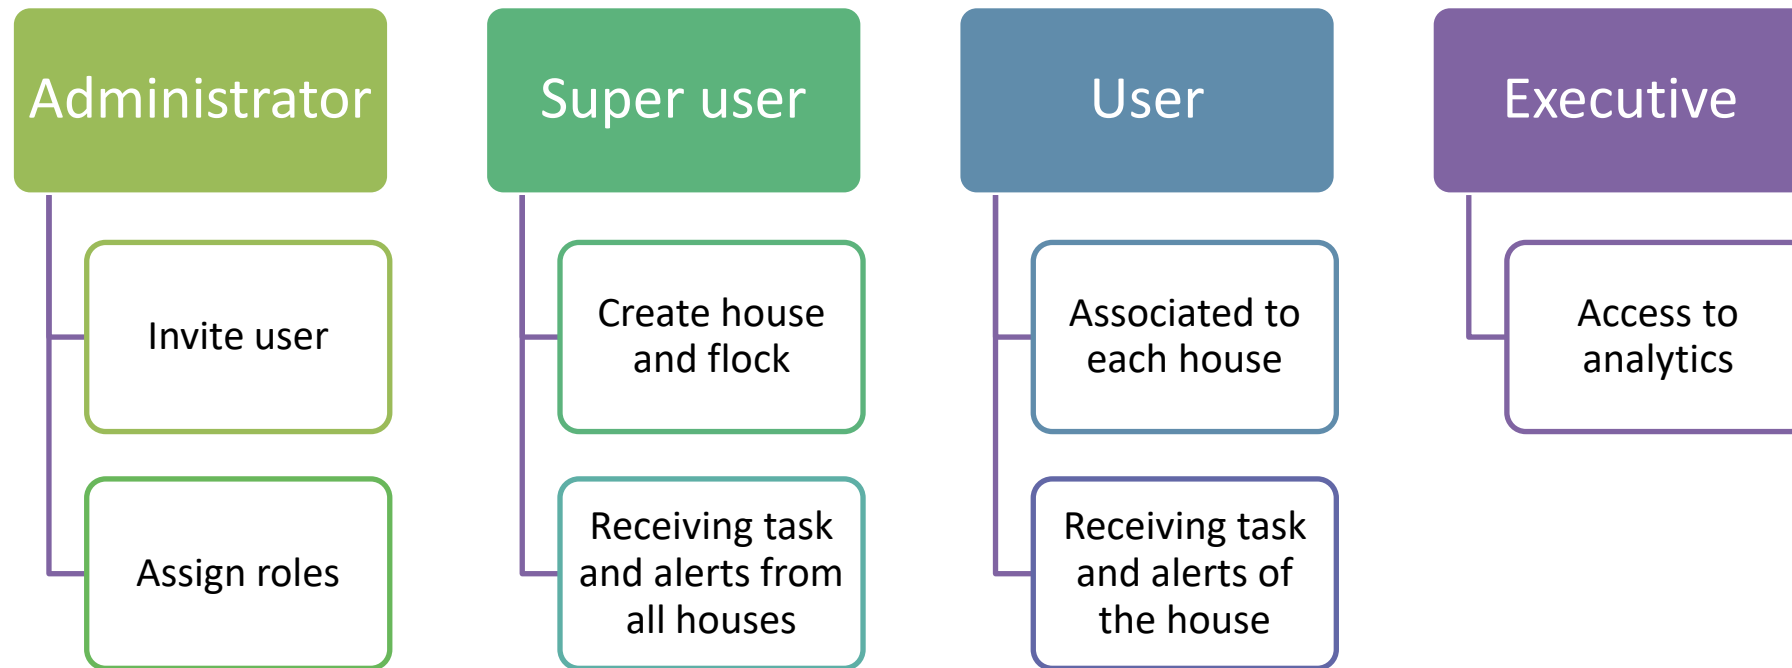 Administrator
Invite user
Assign roles
Super user
Create house
and flock
Receiving task
and alerts from
all houses
User
Associated to
each house
Receiving task
and alerts of
the house
Executive
Access to
analytics